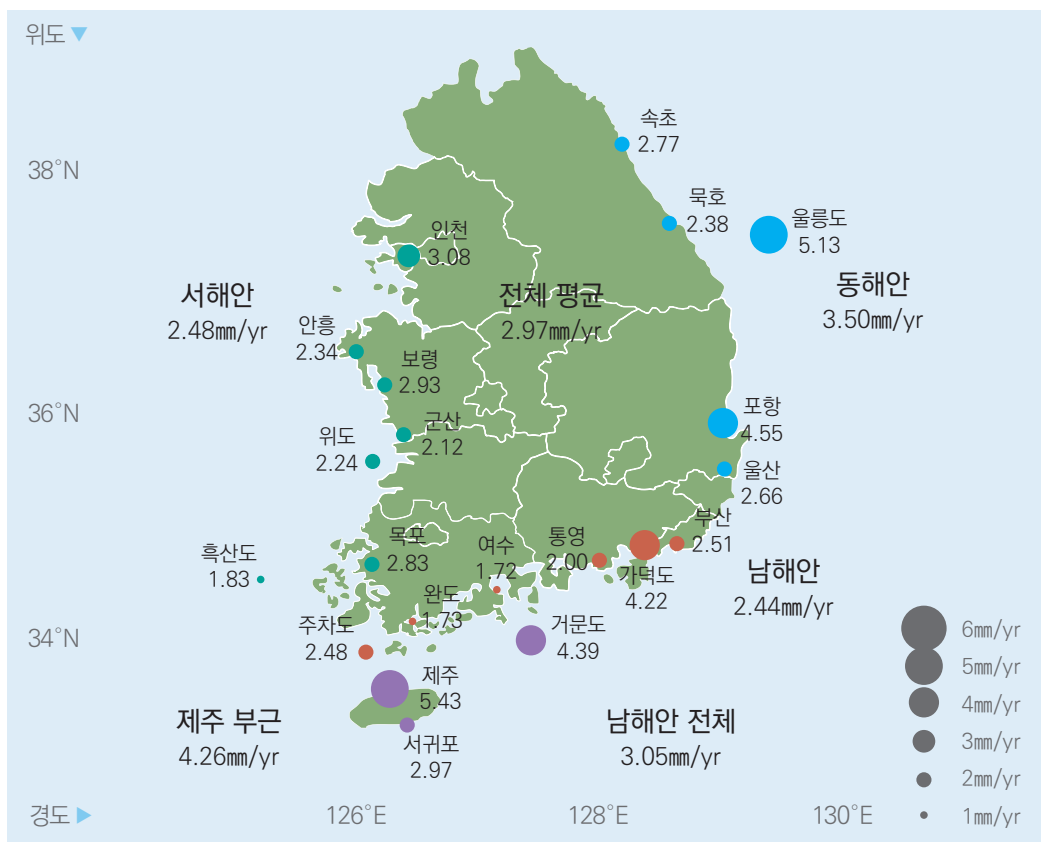 위도
38°N
36°N
34°N
속초
2.77
묵호
2.38
울릉도
5.13
동해안
3.50㎜/yr
인천
3.08
서해안
2.48㎜/yr
전체 평균
2.97㎜/yr
안흥
2.34
보령
2.93
군산
2.12
위도
2.24
포항
4.55
울산
2.66
부산
2.51
통영
2.00
가덕도
4.22
남해안
2.44㎜/yr
목포
2.83
여수
1.72
흑산도
1.83
완도
1.73
주차도
2.48
거문도
4.39
제주
5.43
서귀포
2.97
제주 부근
4.26㎜/yr
남해안 전체
3.05㎜/yr
6㎜/yr
5㎜/yr
4㎜/yr
3㎜/yr
2㎜/yr
1㎜/yr
경도
126°E
128°E
130°E